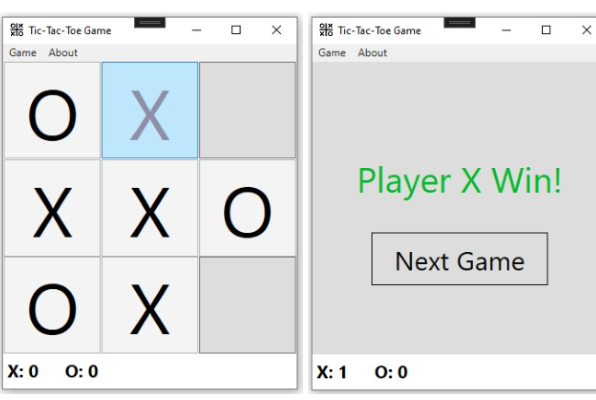 Tic-Tac-Toe Game
Game About
O X
X X O
O X
X: 0 O: 0
Tic-Tac-Toe Game
Game About
Player X Win!
Next Game
X: 1 O: 0